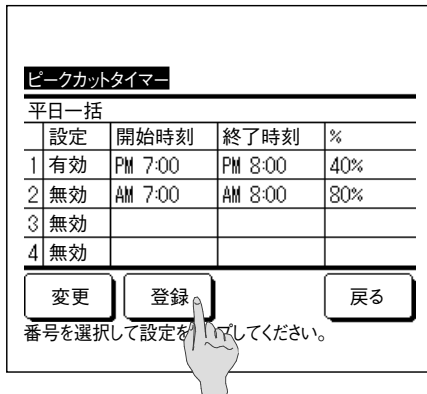 ピークカットタイマー
平日一括
設定 開始時刻 終了時刻 %
1 有効 PM 7:00 PM 8:00 40%
2 無効 AM 7:00 AM 8:00 80%
3 無効
4 無効
変更 登録 戻る
番号を選択して設定を プしてください。